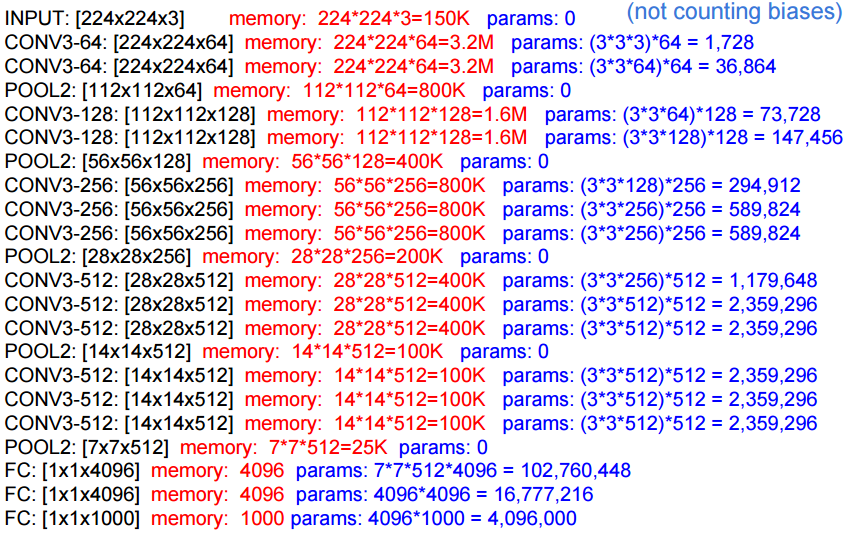 INPUT: [224x224x3] memory: 224*224*3=150K params: 0 (not counting biases)
CONV3-64: [224x224x64] memory: 224*224*64=3.2M params: (3*3*3)*64 = 1,728
CONV3-64: [224x224x64] memory: 224*224*64=3.2M params: (3*3*64)*64 = 36,864
POOL2: [112x112x64] memory: 112*112*64=800K params: 0
CONV3-128: [112x112x128] memory: 112*112*128=1.6M params: (3*3*64)*128 = 73,728
CONV3-128: [112x112x128] memory: 112*112*128=1.6M params: (3*3*128)*128 = 147,456
POOL2: [56x56x128] memory: 56*56*128=400K params: 0
CONV3-256: [56x56x256] memory: 56*56*256=800K params: (3*3*128)*256 = 294,912
CONV3-256: [56x56x256] memory: 56*56*256=800K params: (3*3*256)*256 = 589,824
CONV3-256: [56x56x256] memory: 56*56*256=800K params: (3*3*256)*256 = 589,824
POOL2: [28x28x256] memory: 28*28*256=200K params: 0
CONV3-512: [28x28x512] memory: 28*28*512=400K params: (3*3*256)*512 = 1,179,648
CONV3-512: [28x28x512] memory: 28*28*512=400K params: (3*3*512)*512 = 2,359,296
CONV3-512: [28x28x512] memory: 28*28*512=400K params: (3*3*512)*512 = 2,359,296
POOL2: [14x14x512] memory: 14*14*512=100K params: 0
CONV3-512: [14x14x512] memory: 14*14*512=100K params: (3*3*512)*512 = 2,359,296
CONV3-512: [14x14x512] memory: 14*14*512=100K params: (3*3*512)*512 = 2,359,296
CONV3-512: [14x14x512] memory: 14*14*512=100K params: (3*3*512)*512 = 2,359,296
POOL2: [7x7x512] memory: 7*7*512=25K params: 0
FC: [1x1x4096] memory: 4096 params: 7*7*512*4096 = 102,760,448
FC: [1x1x4096] memory: 4096 params: 4096*4096 = 16,777,216
FC: [1x1x1000] memory: 1000 params: 4096*1000 = 4,096,000